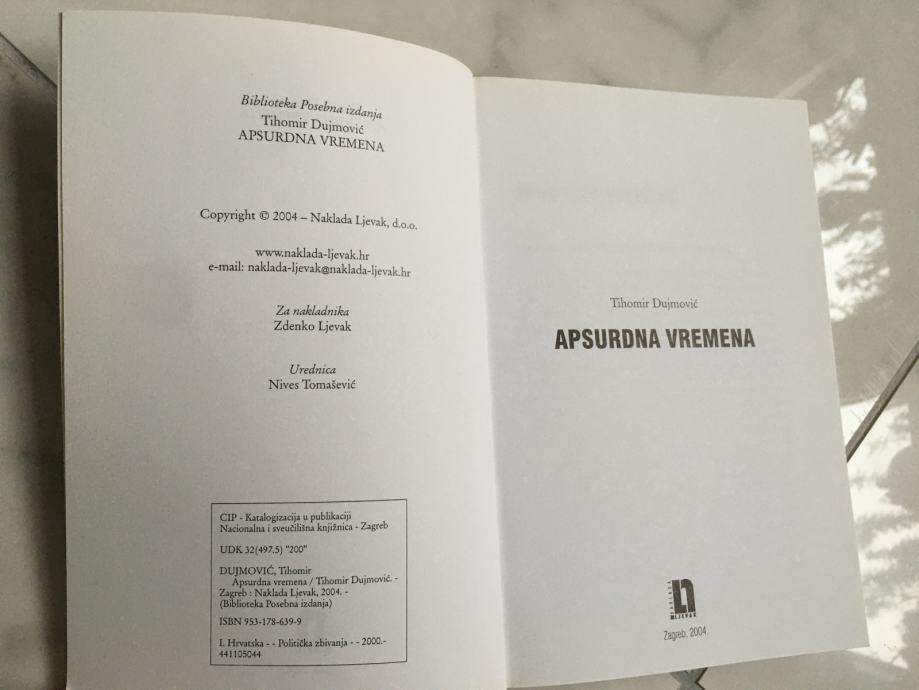 Biblioteka Posebna izdanja
Tihomir Dujmović
APSURDNA VREMENA
Copyright © 2004 – Naklada Ljevak, d.o.o.
www.naklada-ljevak.hr
e-mail: naklada-ljevak@naklada-ljevak.hr
Za nakladnika
Zdenko Ljevak
Urednica
Nives Tomašević
CIP - Katalogizacija u publikaciji
Nacionalna i sveučilišna knjižnica - Zagreb
UDK 32(497.5) "200"
DUJMOVIĆ, Tihomir
Apsurdna vremena / Tihomir Dujmović. -
Zagreb : Naklada Ljevak, 2004. -
(Biblioteka Posebna izdanja)
ISBN 953-178-639-9
I. Hrvatska - - Politička zbivanja - - 2000.-
441105044
Tihomir Dujmović
APSURDNA VREMENA
NAKLADA
LJEVAK
Zagreb, 2004.